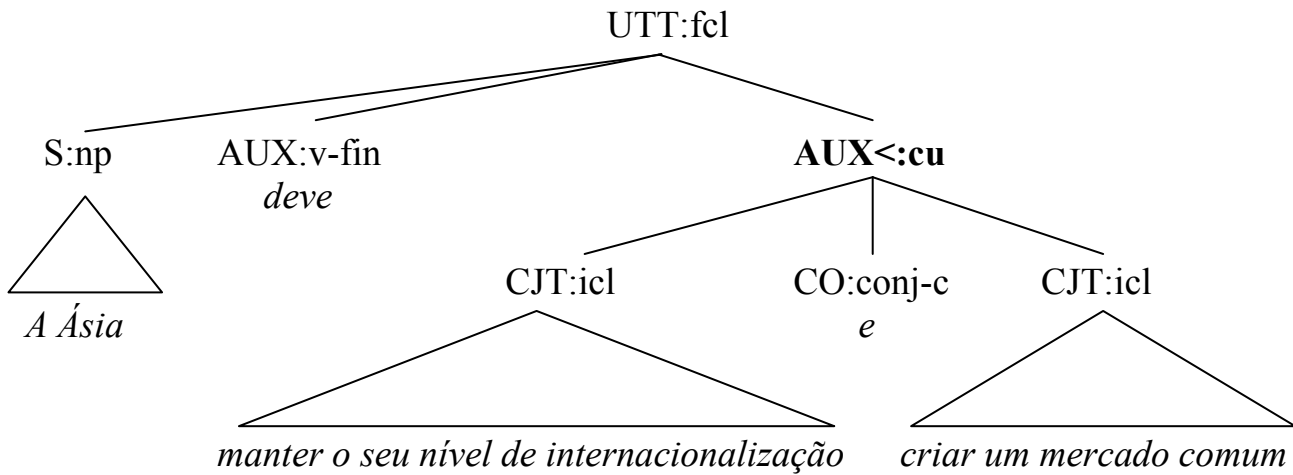 UTT:fcl
S:np AUX:v-fin AUX<:cu
deve
CJT:icl CO:conj-c CJT:icl
A Ásia e
manter o seu nível de internacionalização criar um mercado comum